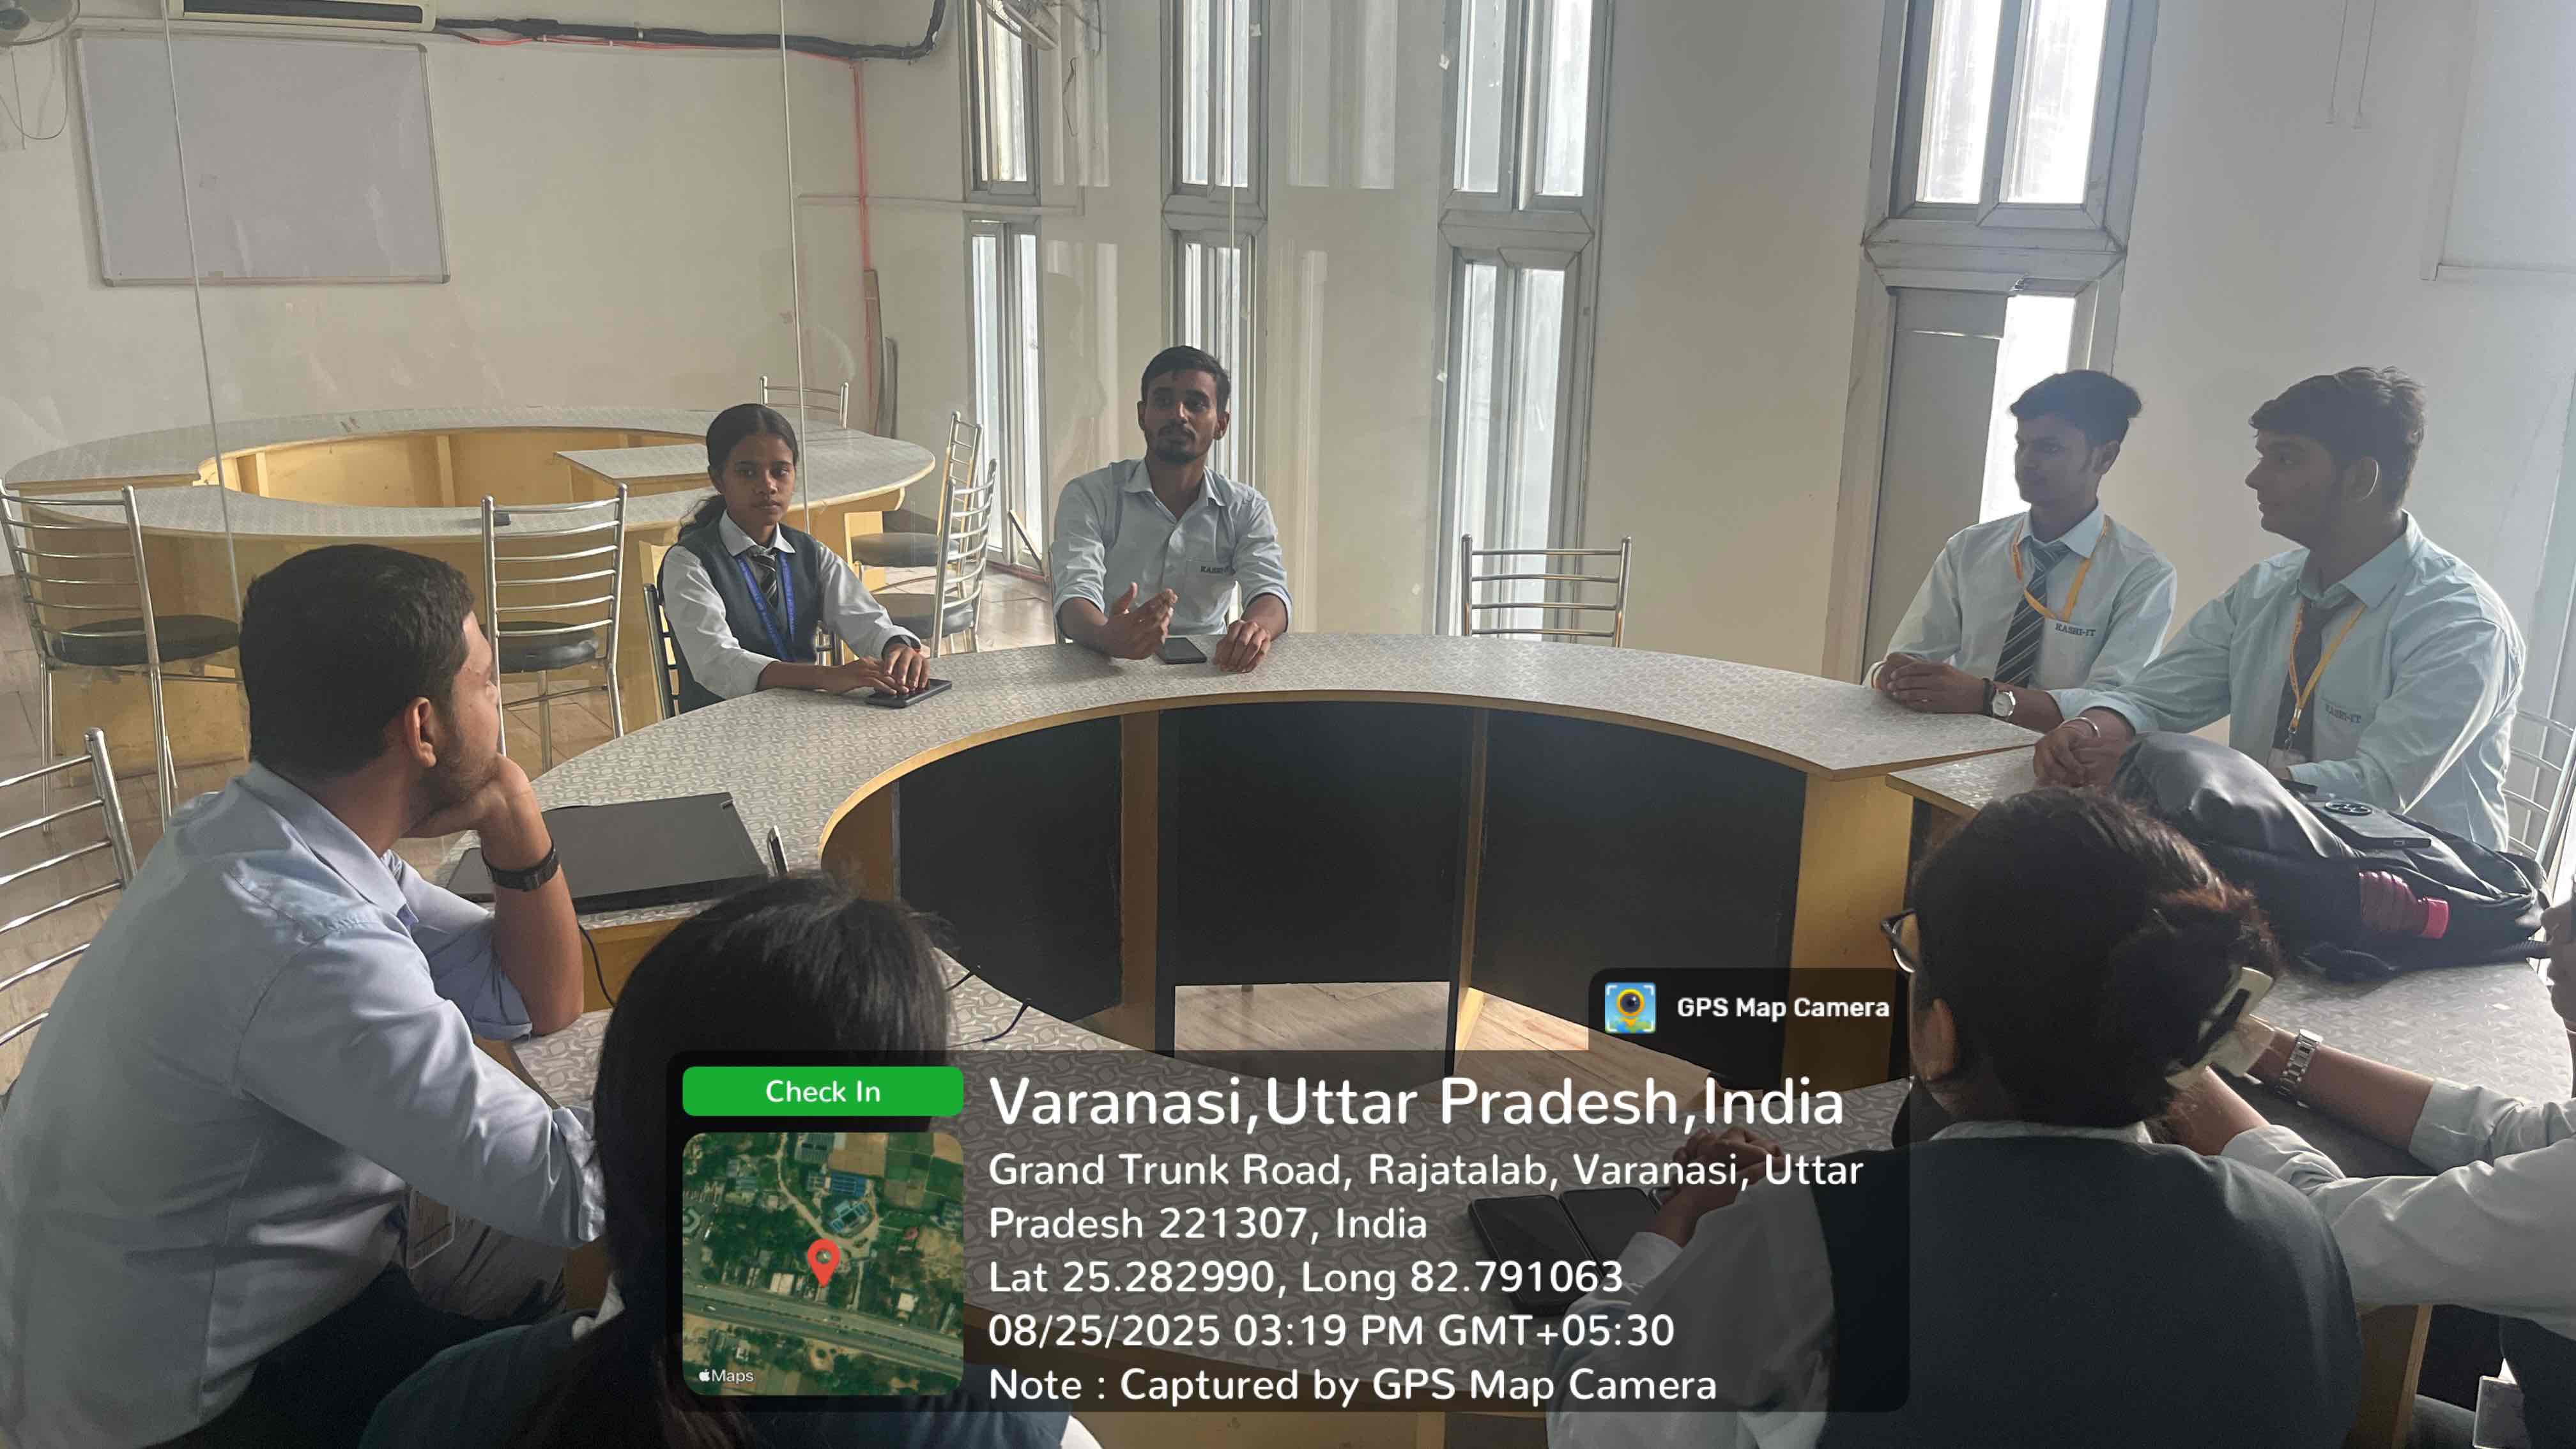 KASHI-IT
KASHI-IT
GPS Map Camera
Check In
Varanasi,Uttar Pradesh,India
Grand Trunk Road, Rajatalab, Varanasi, Uttar
Pradesh 221307, India
Lat 25.282990, Long 82.791063
08/25/2025 03:19 PM GMT+05:30
Note : Captured by GPS Map Camera
Maps